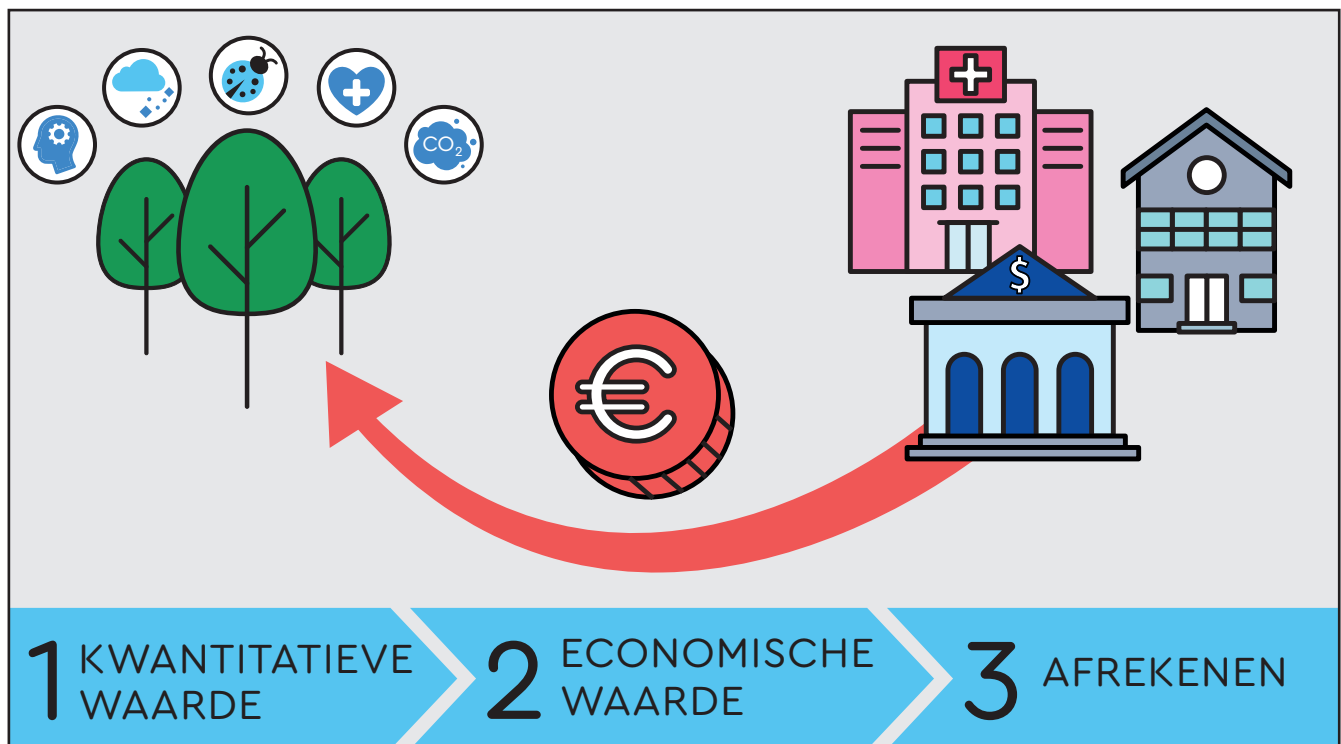 CO₂
$
€
1 KWANTITATIEVE
WAARDE
2 ECONOMISCHE
WAARDE
3 AFREKENEN